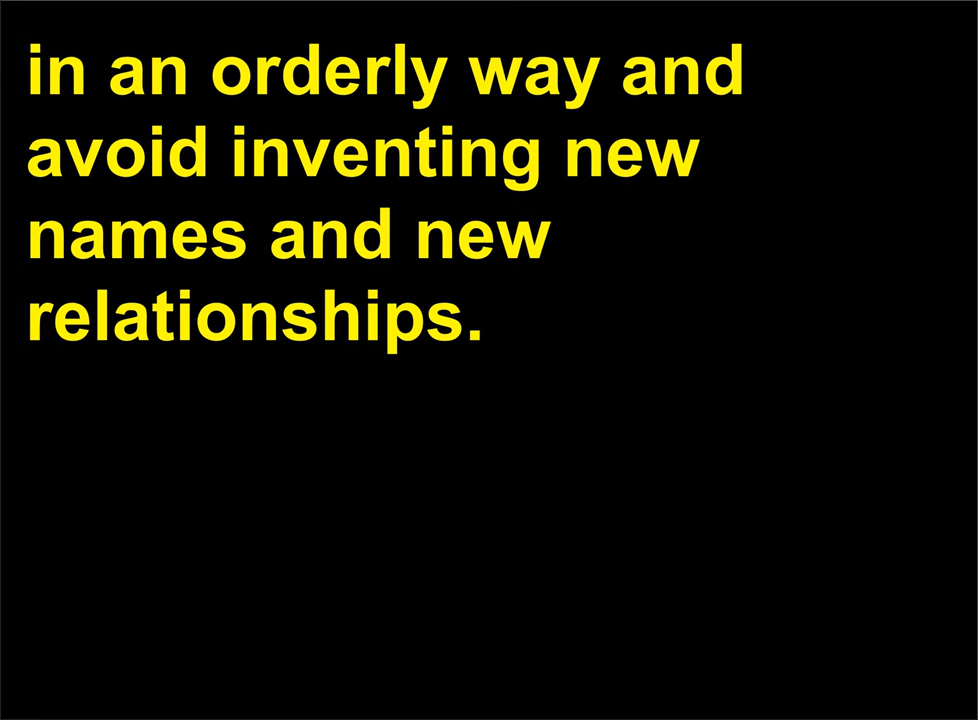 in an orderly way and
avoid inventing new
names and new
relationships.